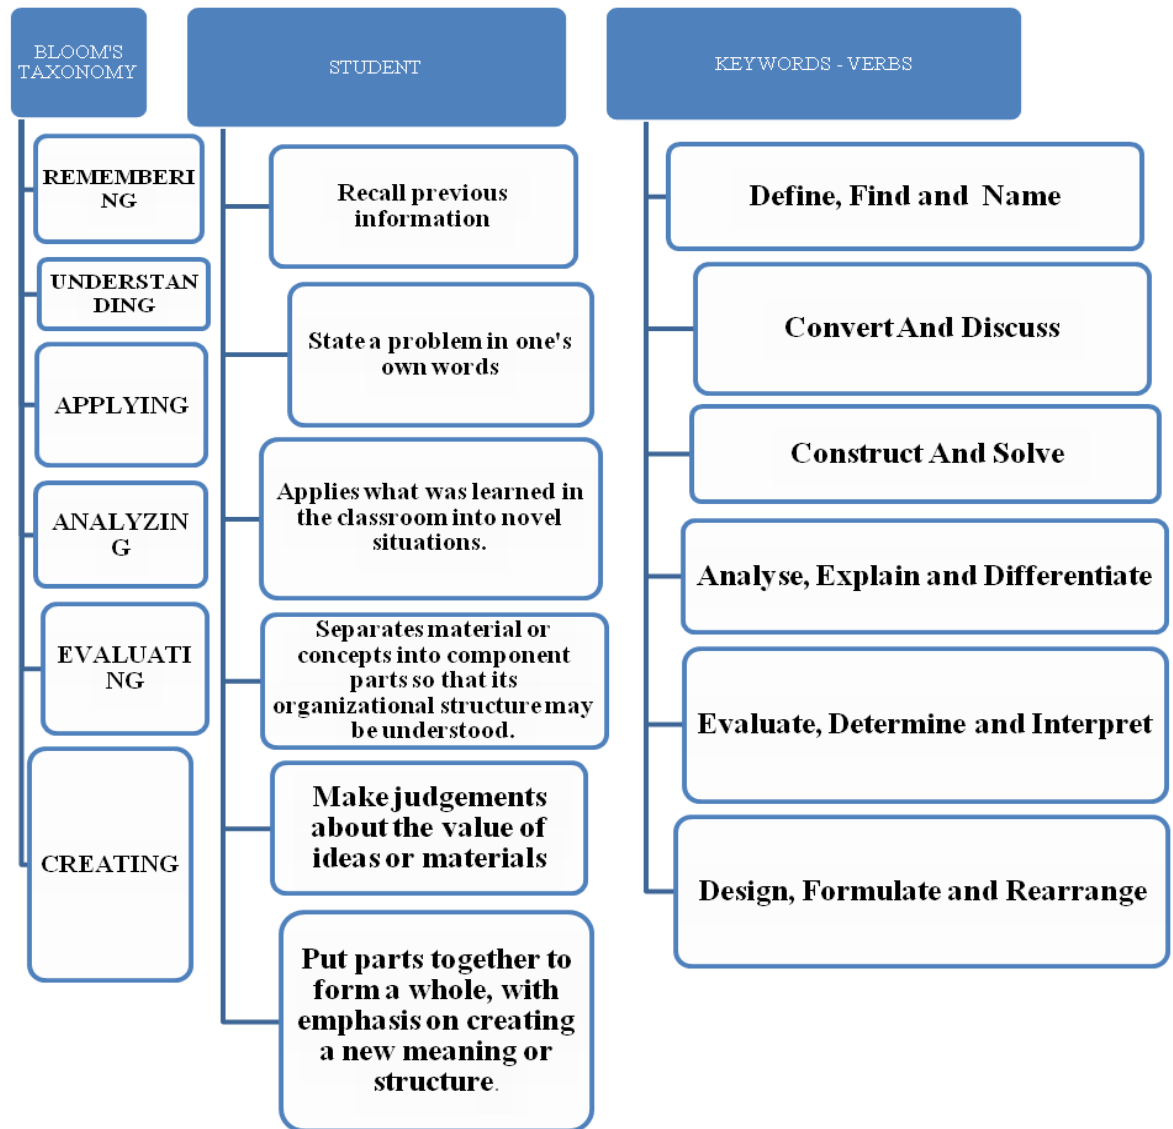 BLOOM'S
TAXONOMY
REMEMBERI
NG
UNDERSTAN
DING
APPLYING
ANALYZIN
G
EVALUATI
NG
CREATING
STUDENT
Recall previous
information
State a problem in one's
own words
Applies what was learned in
the classroom into novel
situations.
Separates material or
concepts into component
parts so that its
organizational structure may
be understood.
Make judgements
about the value of
ideas or materials
Put parts together to
form a whole, with
emphasis on creating
a new meaning or
structure.
KEYWORDS - VERBS
Define, Find and Name
Convert And Discuss
Construct And Solve
Analyse, Explain and Differentiate
Evaluate, Determine and Interpret
Design, Formulate and Rearrange